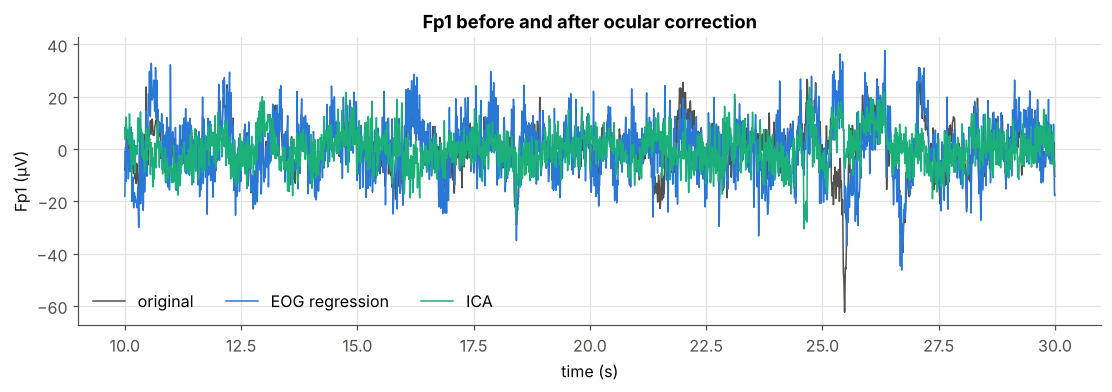 Fp1 before and after ocular correction
Fp1 (µV)
40
20
0
−20
−40
−60
original
EOG regression
ICA
10.0
12.5
15.0
17.5
20.0
22.5
25.0
27.5
30.0
time (s)